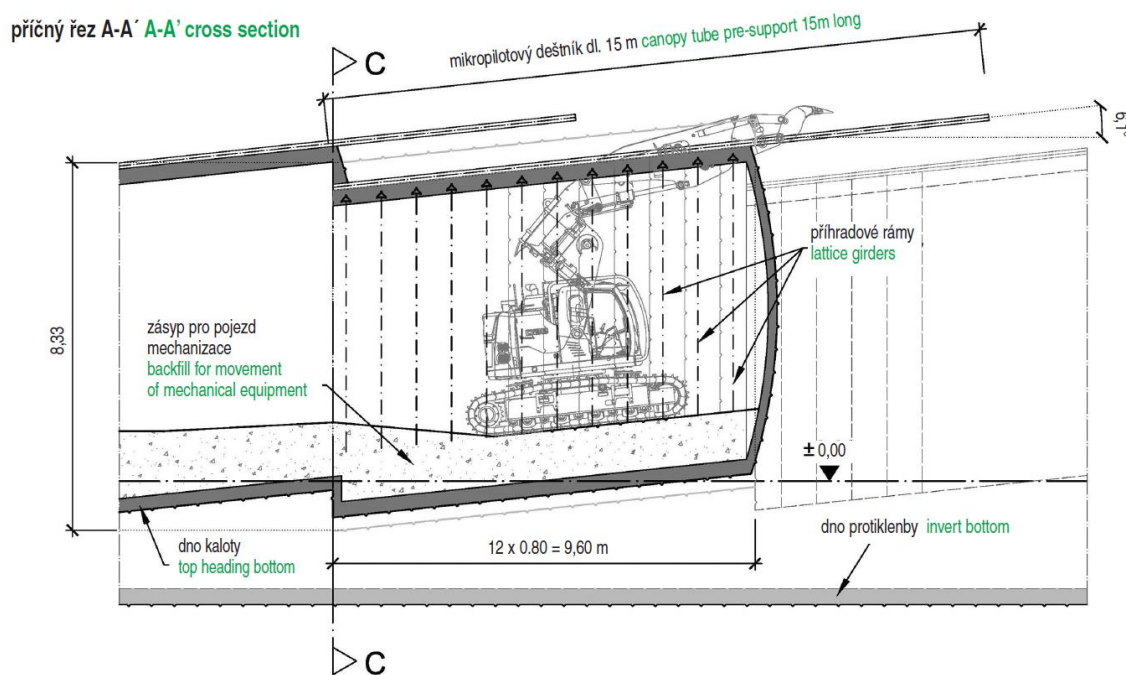 příčný řez A-A´ A-A' cross section
C
mikropilotový deštník dl. 15 m canopy tube pre-support 15m long
6,1°
příhradové rámy
lattice girders
8,33
zásyp pro pojezd
mechanizace
backfill for movement
of mechanical equipment
± 0,00
dno protiklenby invert bottom
dno kaloty
top heading bottom
12 x 0.80 = 9,60 m
C